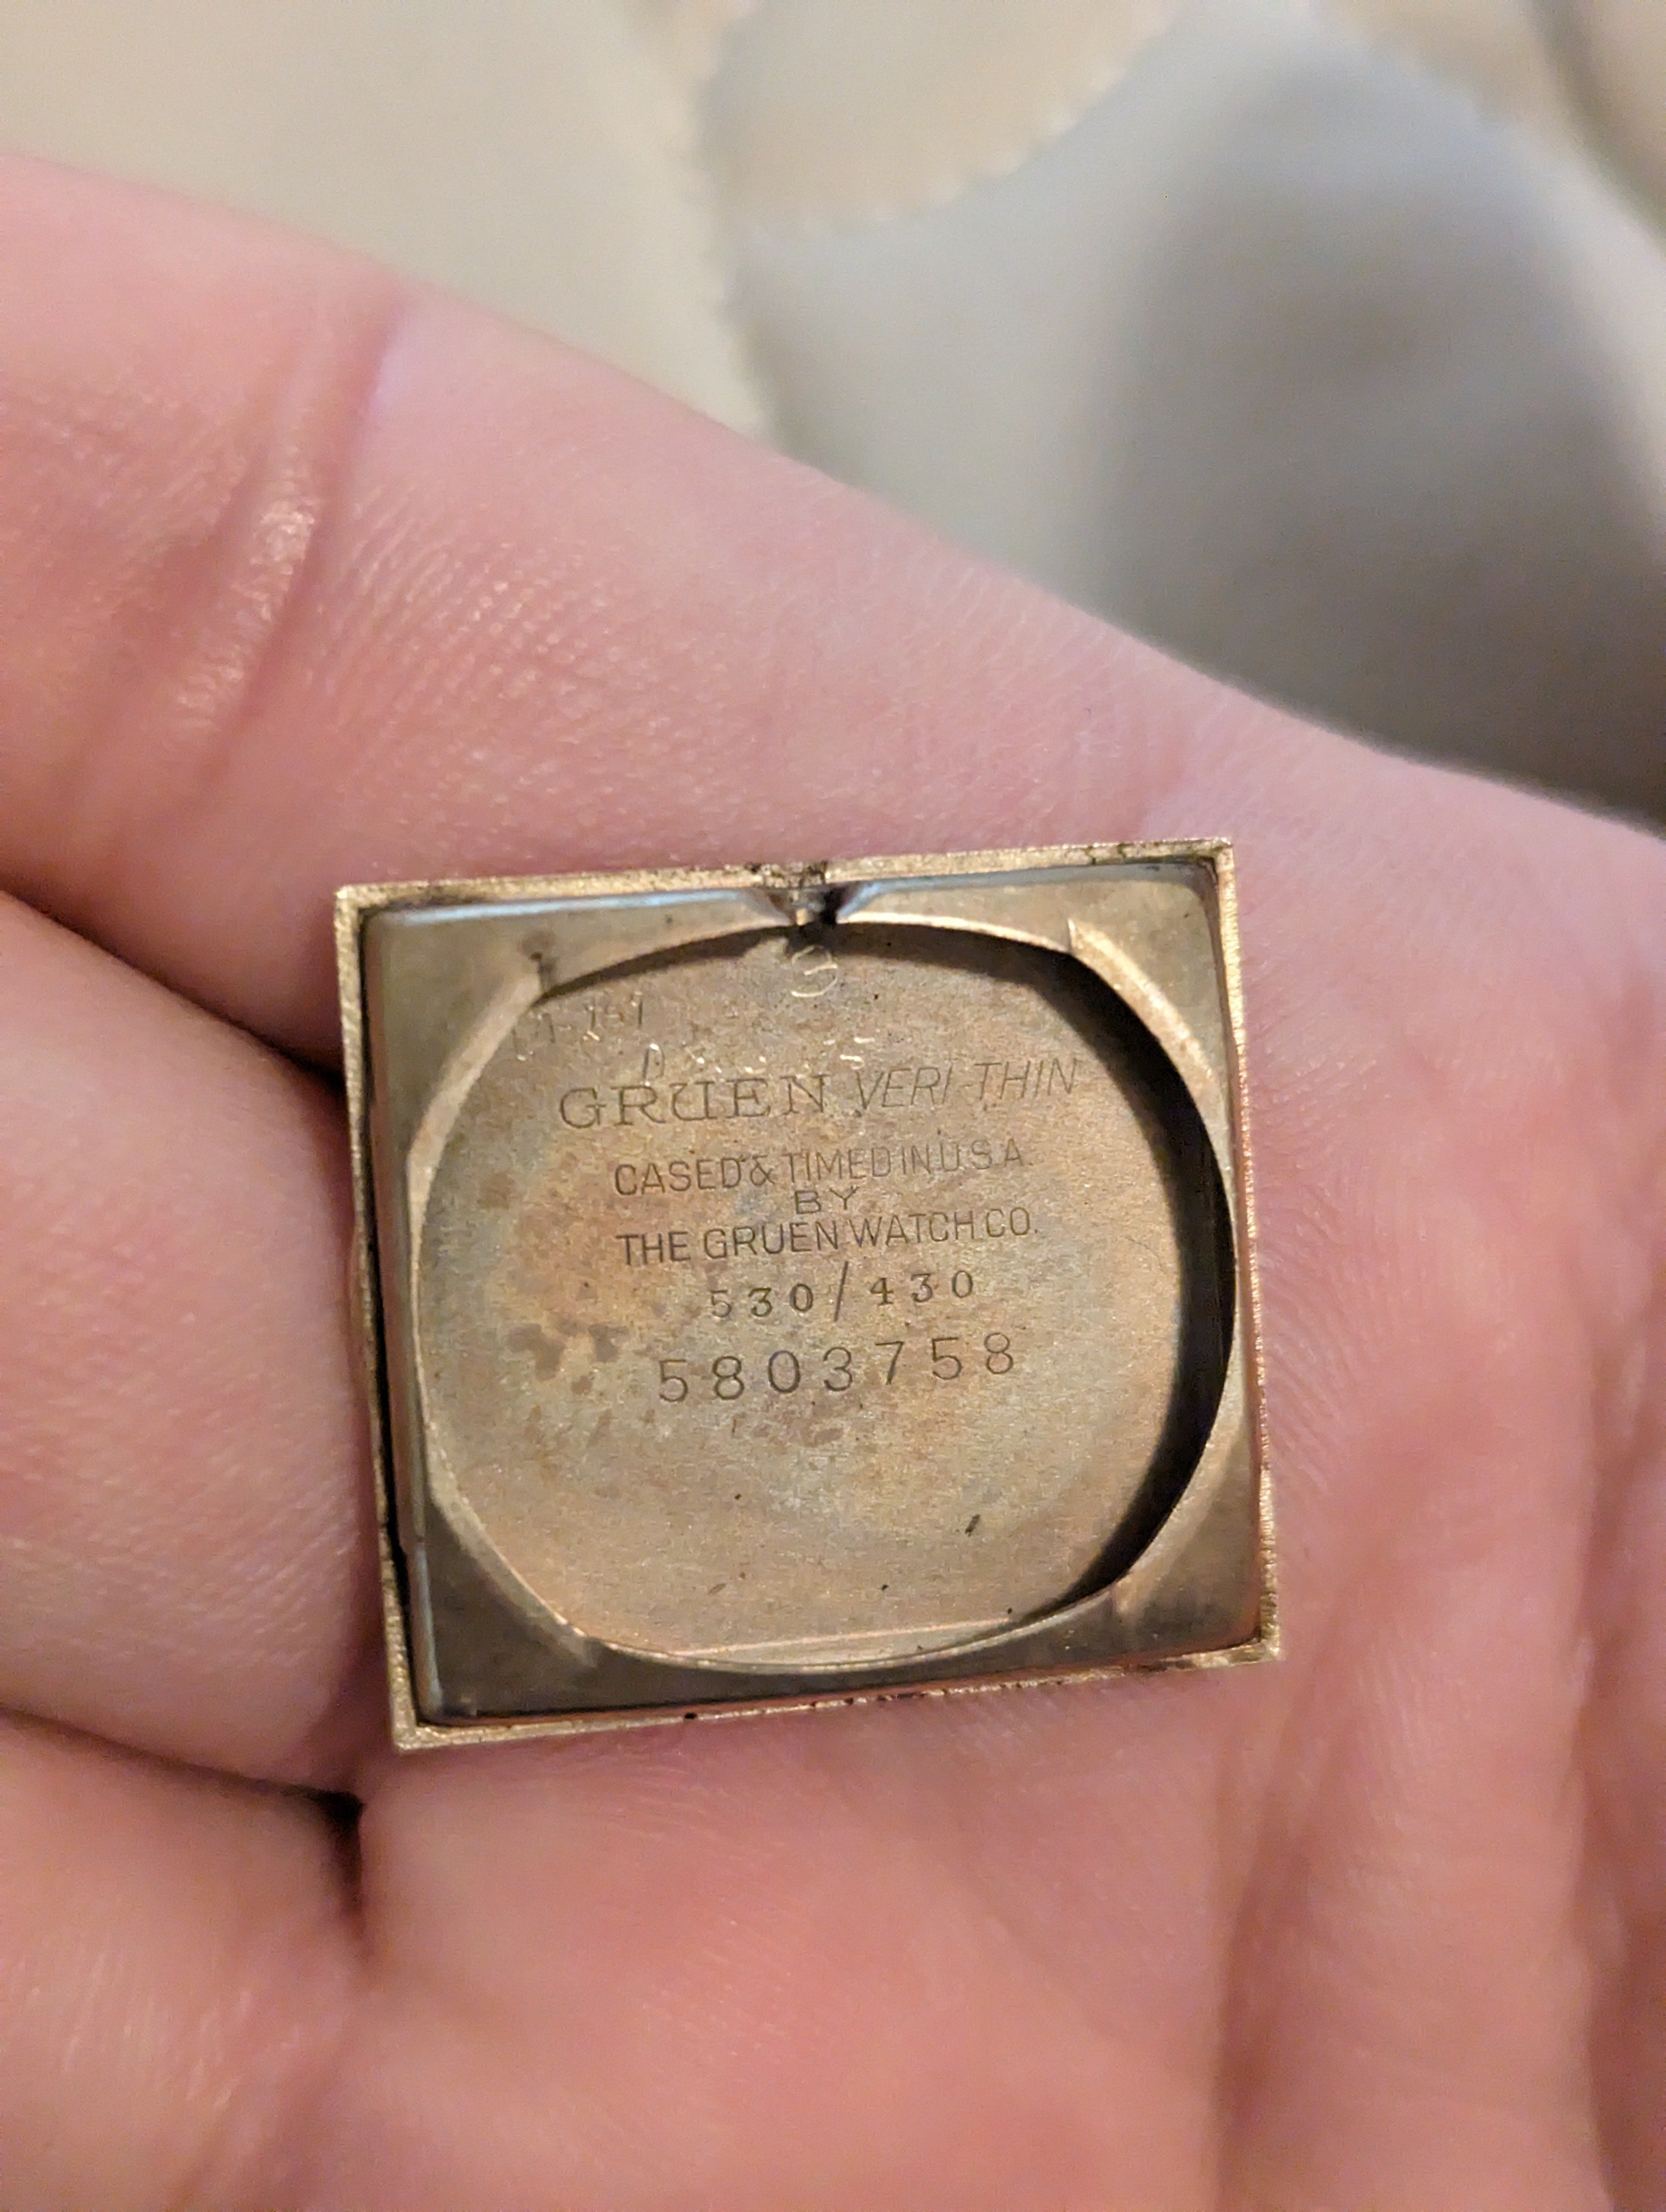 GRUEN VERI-THIN
CASED & TIMED IN U.S.A.
BY
THE GRUEN WATCH CO.
530/430
5803758